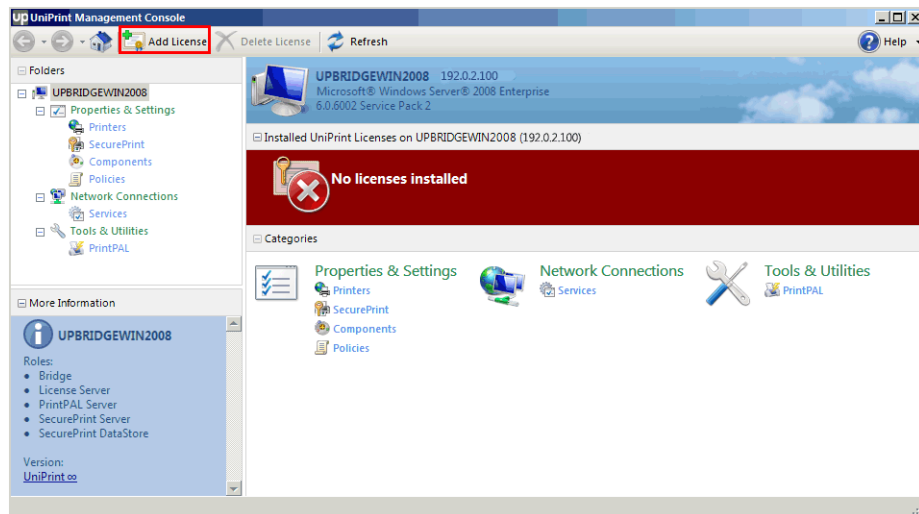 UP UniPrint Management Console
Add License Delete License Refresh Help
Folders
UPBRIDGEWIN2008
Properties & Settings
Printers
SecurePrint
Components
Policies
Network Connections
Services
Tools & Utilities
PrintPAL
More Information
UPBRIDGEWIN2008
Roles:
• Bridge
• License Server
• PrintPAL Server
• SecurePrint Server
• SecurePrint DataStore
Version:
UniPrint ∞
UPBRIDGEWIN2008 192.0.2.100
Microsoft® Windows Server® 2008 Enterprise
6.0.6002 Service Pack 2
Installed UniPrint Licenses on UPBRIDGEWIN2008 (192.0.2.100)
No licenses installed
Categories
Properties & Settings
Printers
SecurePrint
Components
Policies
Network Connections
Services
Tools & Utilities
PrintPAL